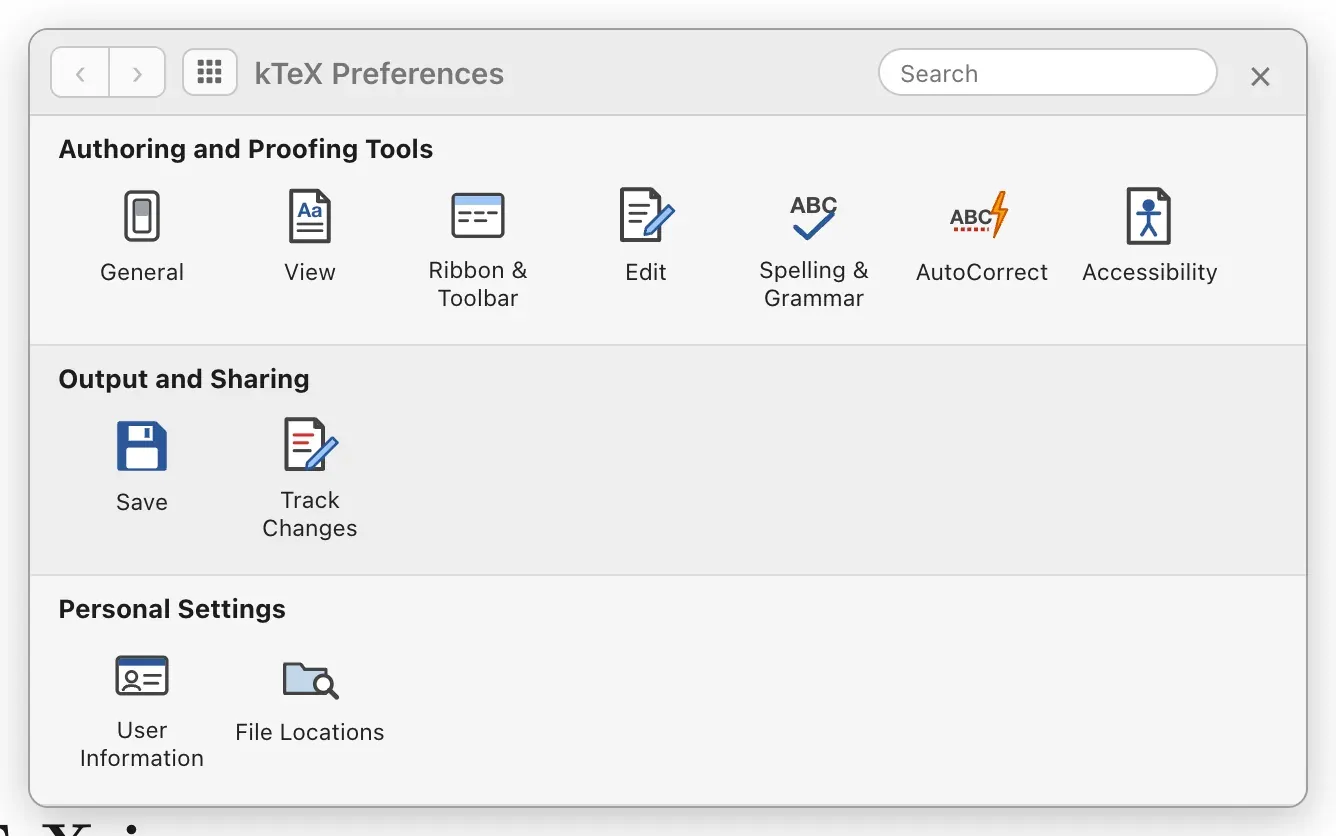 kTeX Preferences
Search
Authoring and Proofing Tools
Aa
ABC
ABC
General
View
Ribbon &
Toolbar
Edit
Spelling &
Grammar
AutoCorrect
Accessibility
Output and Sharing
Save
Track
Changes
Personal Settings
User
Information
File Locations